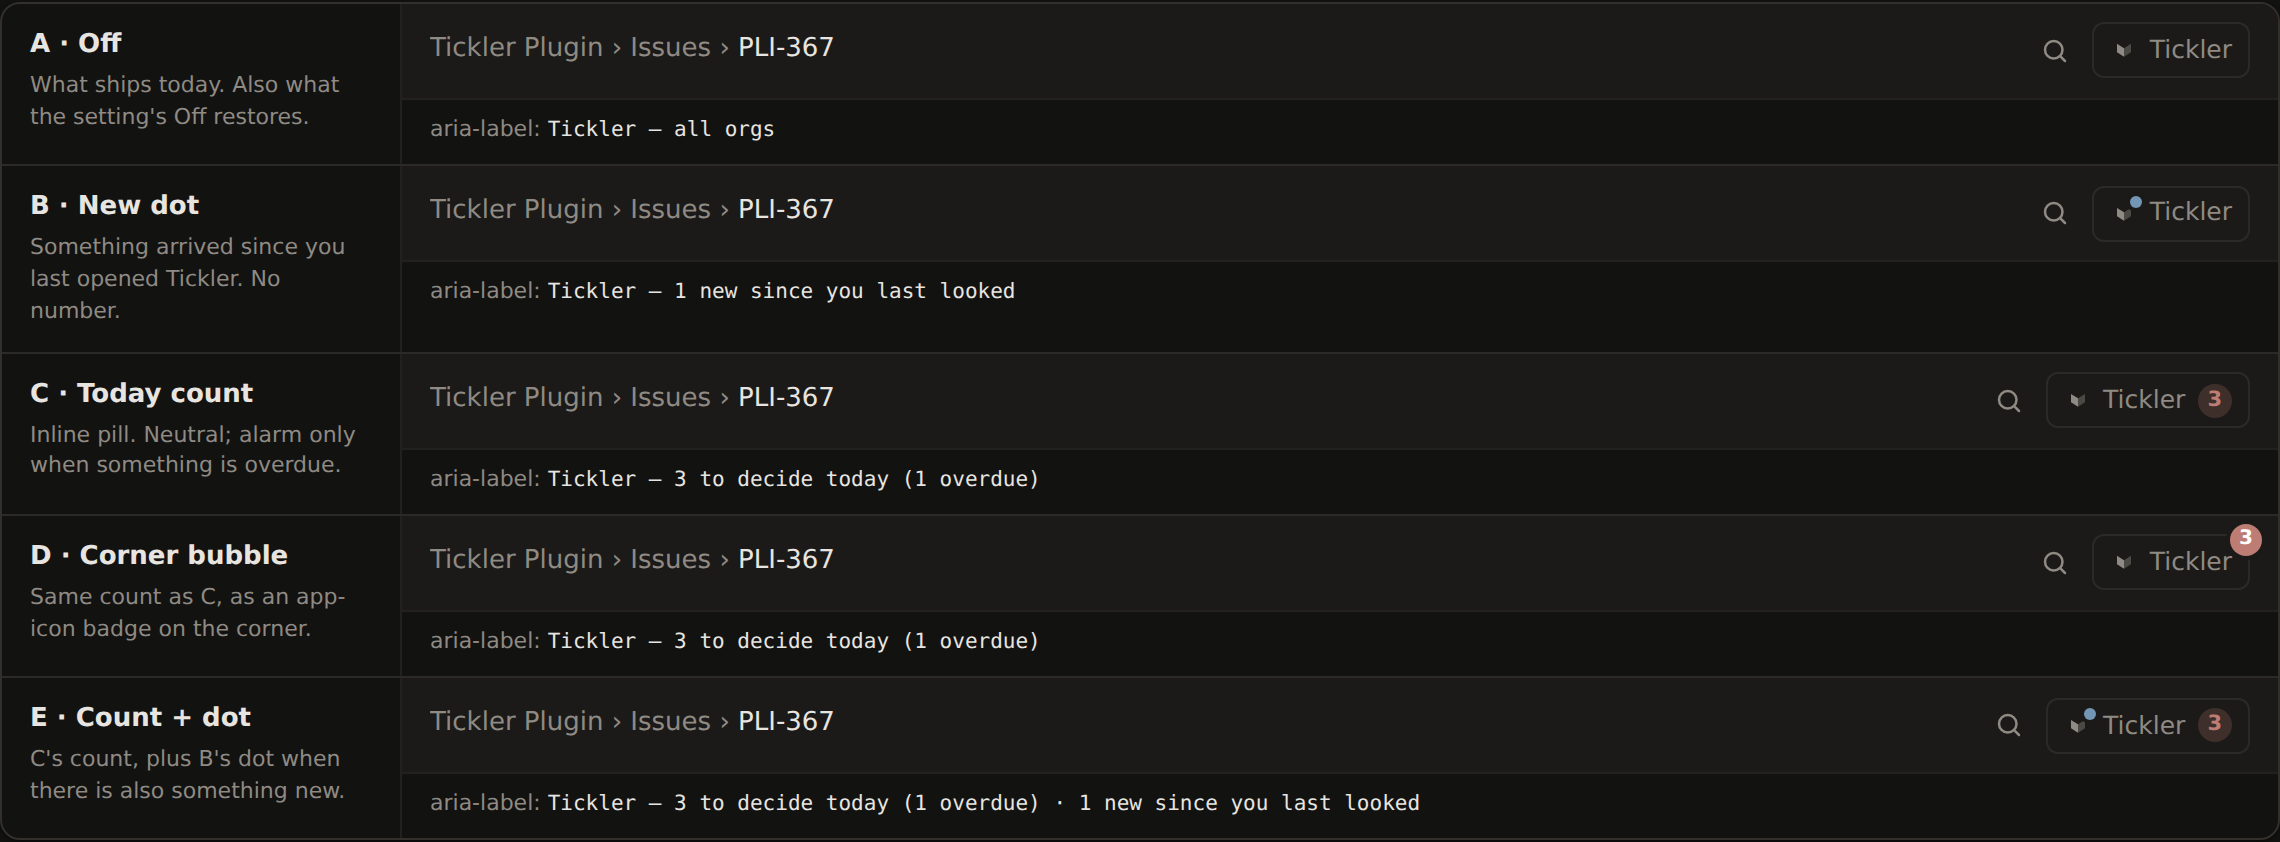 A · Off
What ships today. Also what
the setting's Off restores.
Tickler Plugin › Issues › PLI-367
Tickler
aria-label: Tickler — all orgs
B · New dot
Something arrived since you
last opened Tickler. No
number.
Tickler Plugin › Issues › PLI-367
Tickler
aria-label: Tickler — 1 new since you last looked
C · Today count
Inline pill. Neutral; alarm only
when something is overdue.
Tickler Plugin › Issues › PLI-367
Tickler 3
aria-label: Tickler — 3 to decide today (1 overdue)
D · Corner bubble
Same count as C, as an app-
icon badge on the corner.
Tickler Plugin › Issues › PLI-367
Tickler 3
aria-label: Tickler — 3 to decide today (1 overdue)
E · Count + dot
C's count, plus B's dot when
there is also something new.
Tickler Plugin › Issues › PLI-367
Tickler 3
aria-label: Tickler — 3 to decide today (1 overdue) · 1 new since you last looked